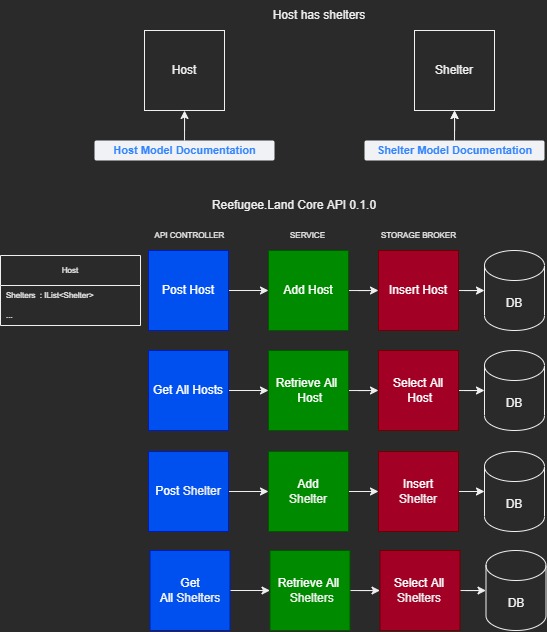 Host has shelters
Host
Shelter
Host Model Documentation
Shelter Model Documentation
Reefugee.Land Core API 0.1.0
API CONTROLLER
SERVICE
STORAGE BROKER
Host
Shelters : IList<Shelter>
...
Post Host
Add Host
Insert Host
DB
Get All Hosts
Retrieve All
Host
Select All
Host
DB
Post Shelter
Add
Shelter
Insert
Shelter
DB
Get
All Shelters
Retrieve All
Shelters
Select All
Shelters
DB